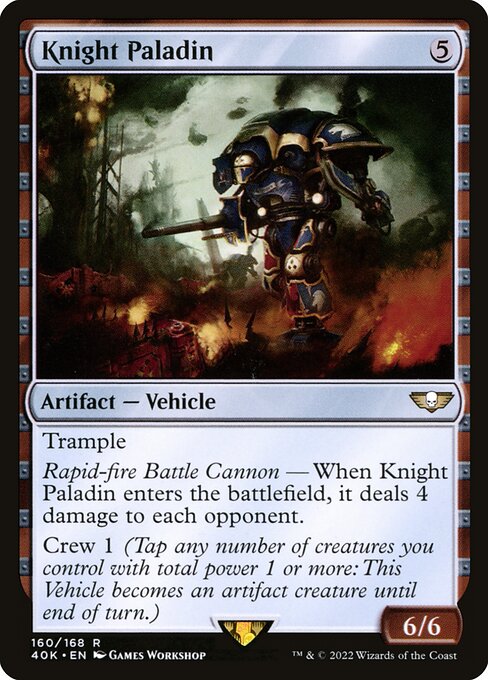 Knight Paladin 5
Artifact — Vehicle
Trample
Rapid-fire Battle Cannon — When Knight
Paladin enters the battlefield, it deals 4
damage to each opponent.
Crew 1 (Tap any number of creatures you
control with total power 1 or more: This
Vehicle becomes an artifact creature until
end of turn.)
6/6
160/168 R
40K • EN Games Workshop
™ & © 2022 Wizards of the Coast